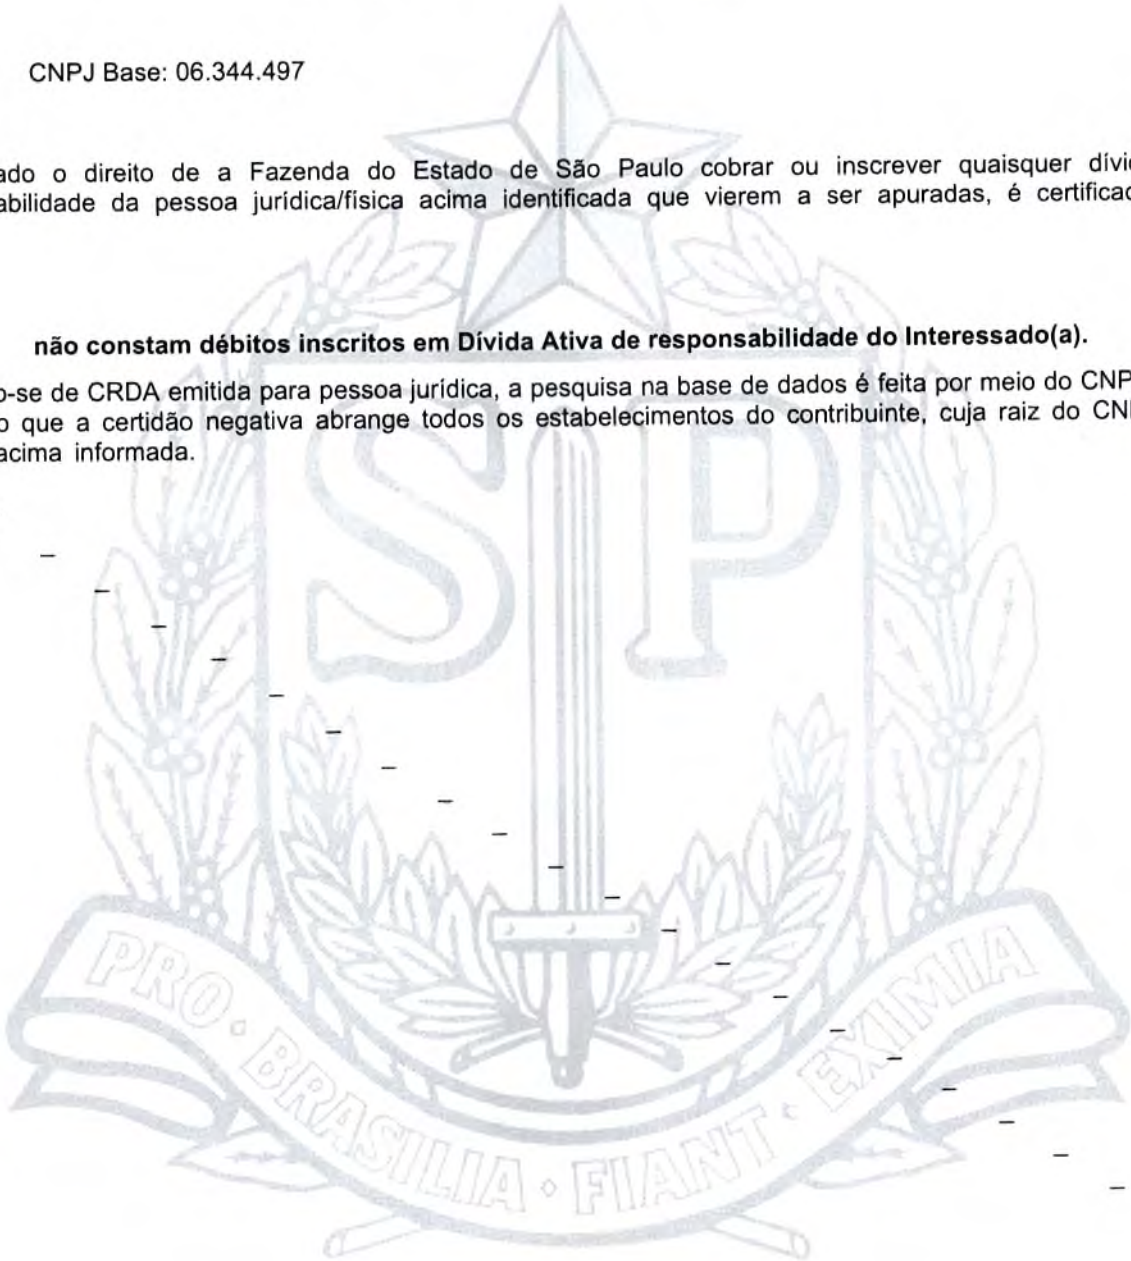 CNPJ Base: 06.344.497
ado o direito de a Fazenda do Estado de São Paulo cobrar ou inscrever quaisquer dívi
abilidade da pessoa jurídica/física acima identificada que vierem a ser apuradas, é certificad
não constam débitos inscritos em Dívida Ativa de responsabilidade do Interessado(a).
o-se de CRDA emitida para pessoa jurídica, a pesquisa na base de dados é feita por meio do CNP
o que a certidão negativa abrange todos os estabelecimentos do contribuinte, cuja raiz do CN
acima informada.
SP
PRO · BRASILIA · FIANT · EXIMIA